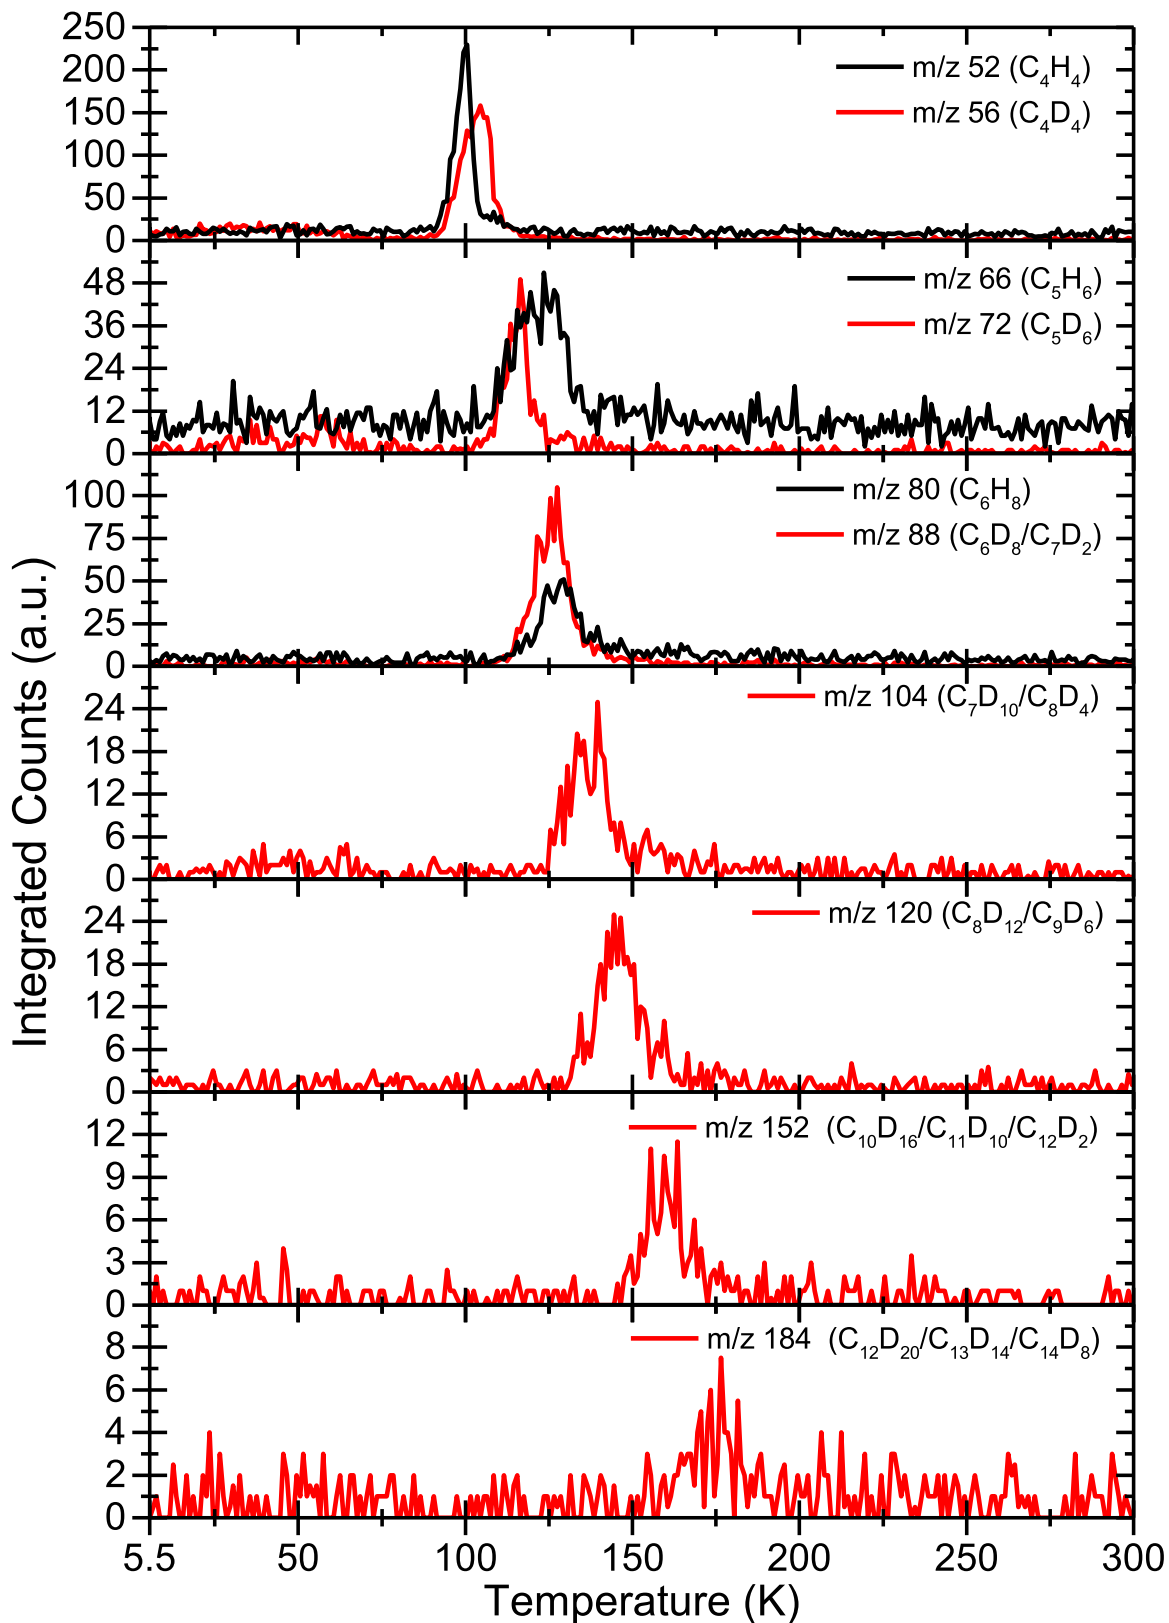 Integrated Counts (a.u.)
250
200
150
100
50
0
m/z 52 (C₄H₄)
m/z 56 (C₄D₄)
48
36
24
12
0
m/z 66 (C₅H₆)
m/z 72 (C₅D₆)
100
75
50
25
0
m/z 80 (C₆H₈)
m/z 88 (C₆D₈/C₇D₂)
24
18
12
6
0
m/z 104 (C₇D₁₀/C₈D₄)
24
18
12
6
0
m/z 120 (C₈D₁₂/C₉D₆)
12
9
6
3
0
m/z 152 (C₁₀D₁₆/C₁₁D₁₀/C₁₂D₂)
8
6
4
2
0
m/z 184 (C₁₂D₂₀/C₁₃D₁₄/C₁₄D₈)
5.5 50 100 150 200 250 300
Temperature (K)